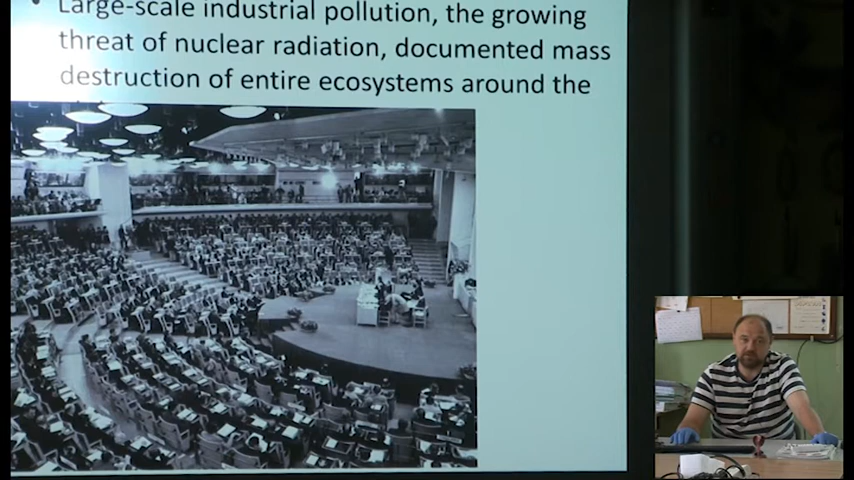 • Large-scale industrial pollution, the growing
threat of nuclear radiation, documented mass
destruction of entire ecosystems around the